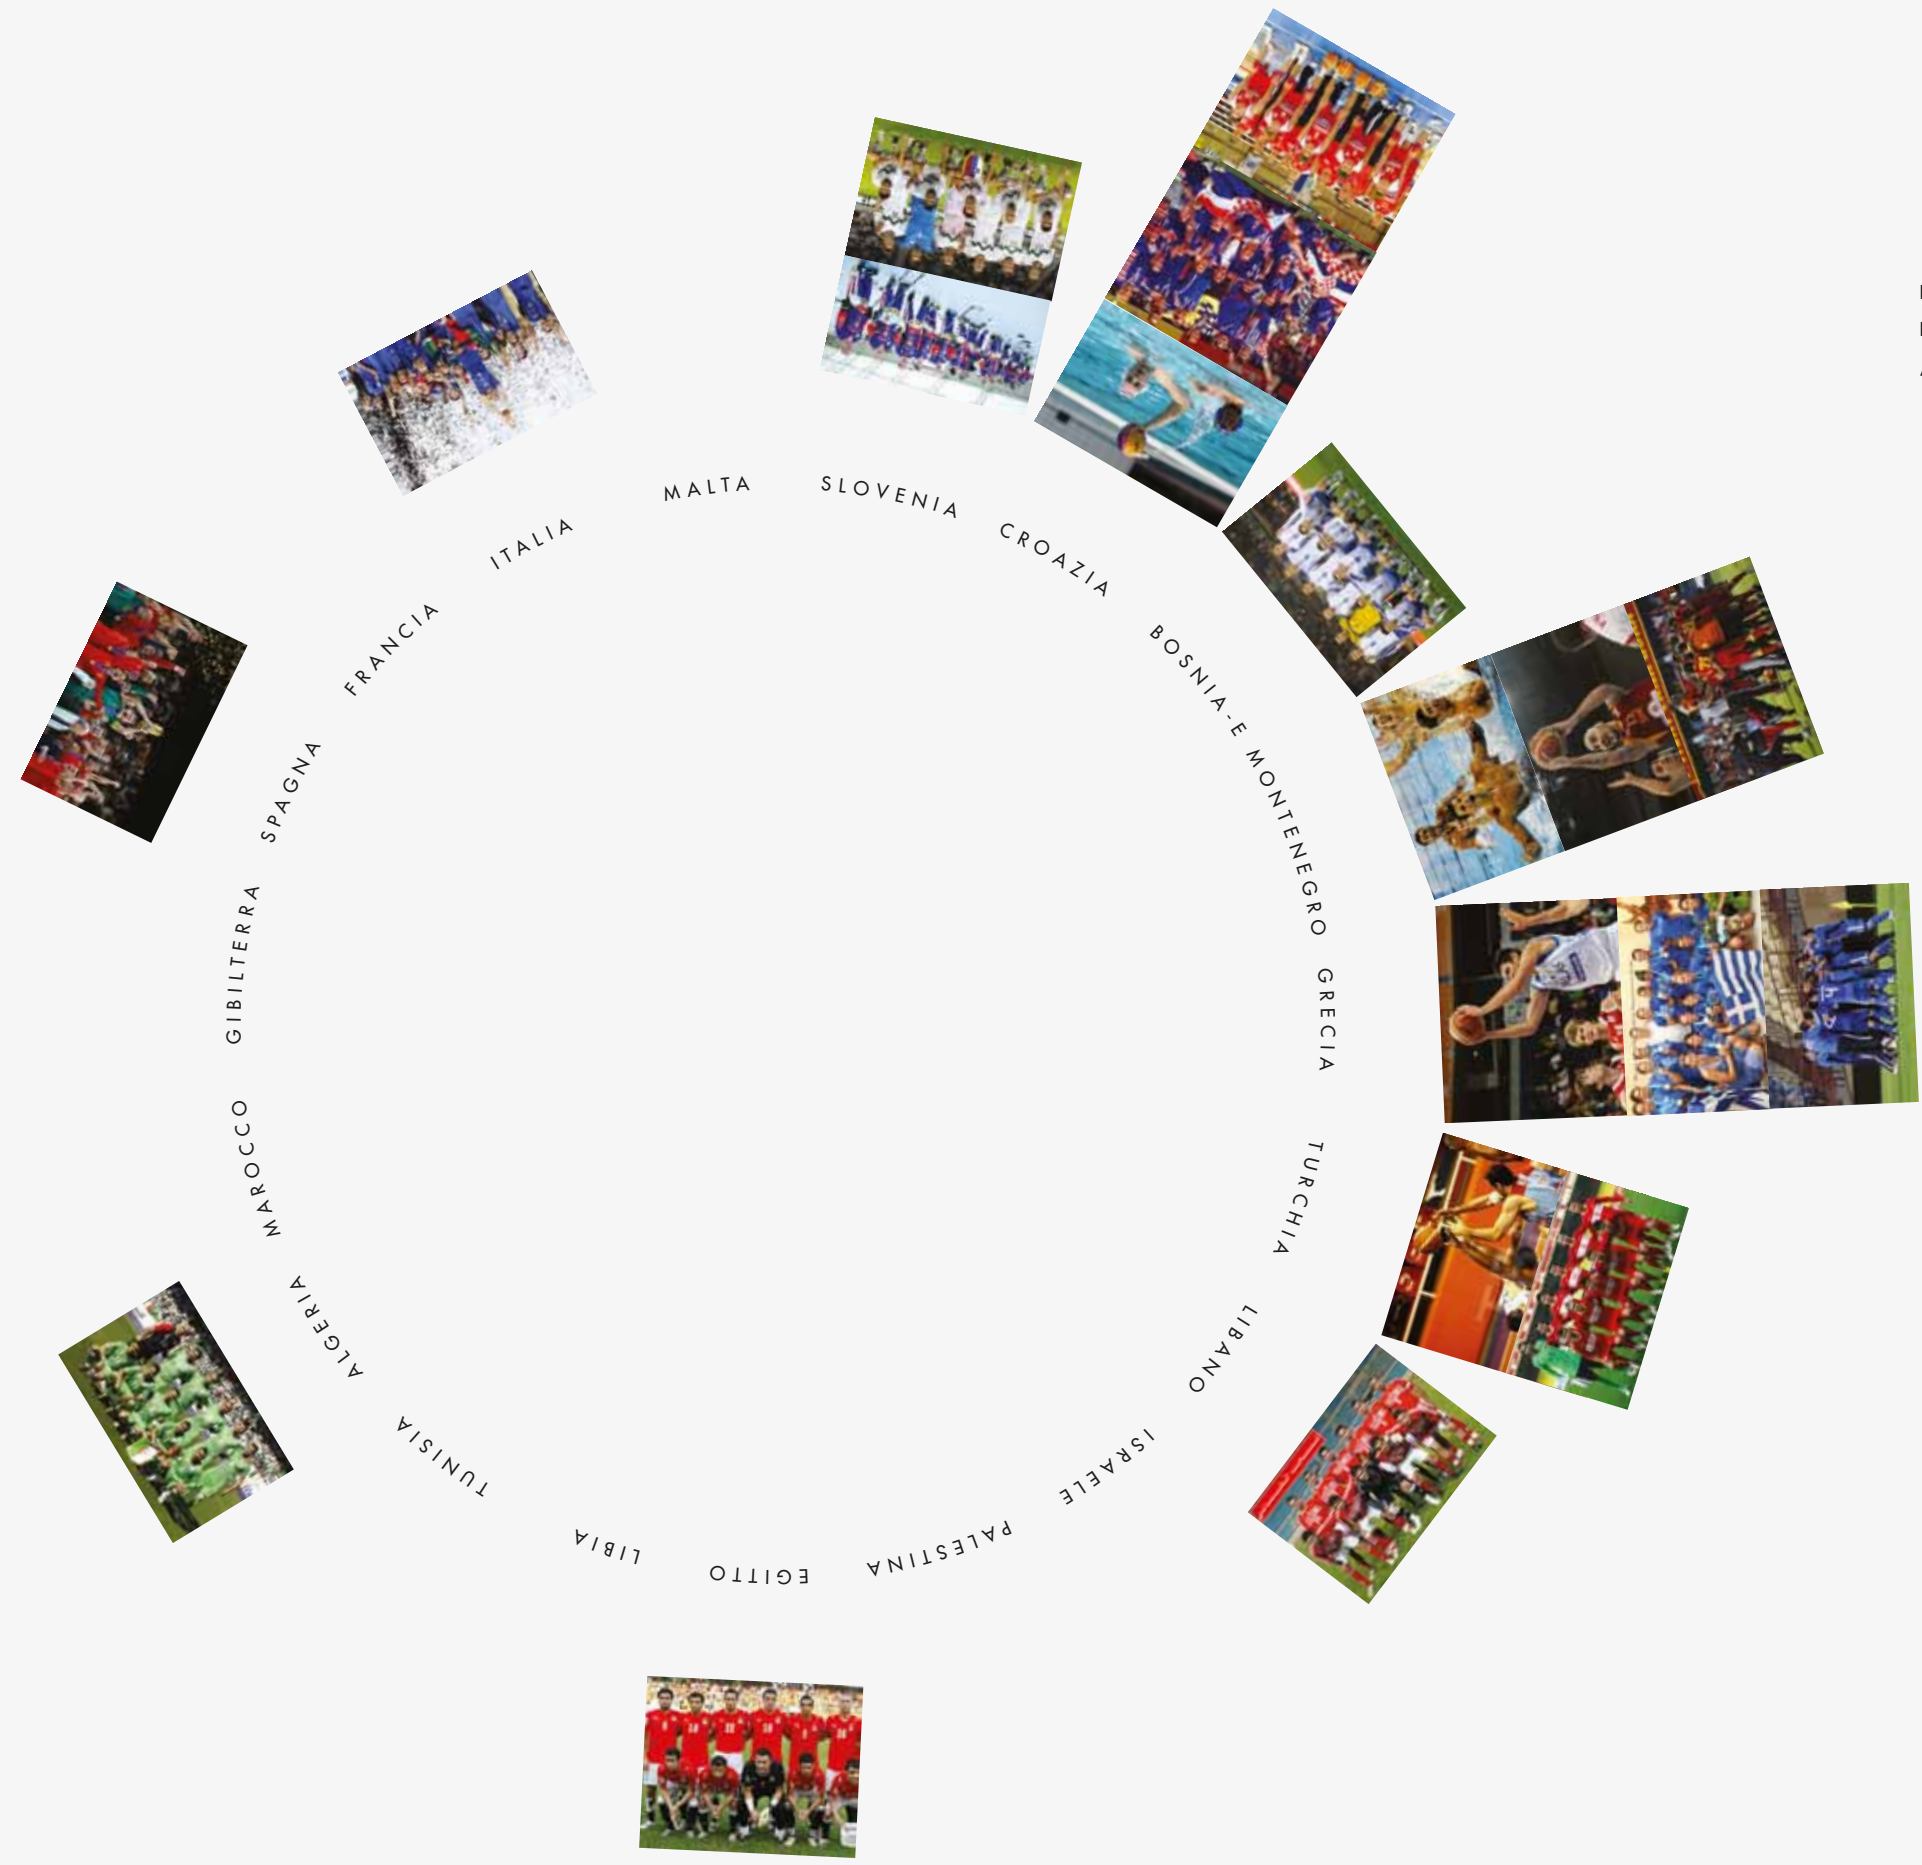 MALTA
SLOVENIA
CROAZIA
BOSNIA-E
MONTENEGRO
GRECIA
TURCHIA
LIBANO
ISRAELE
PALESTINA
EGITTO
LIBIA
TUNISIA
ALGERIA
MAROCCO
GIBILTERRA
SPAGNA
FRANCIA
ITALIA